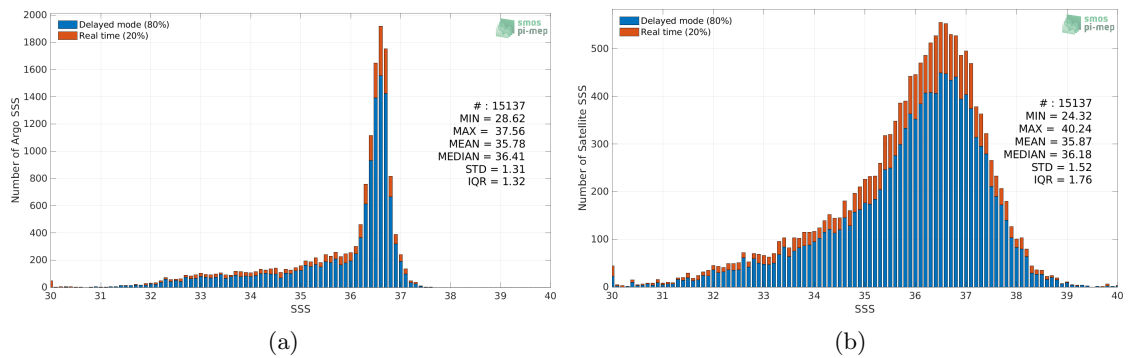 Delayed mode (80%)
Real time (20%)
smos
pi-mep
# : 15137
MIN = 28.62
MAX = 37.56
MEAN = 35.78
MEDIAN = 36.41
STD = 1.31
IQR = 1.32
Number of Argo SSS
2000
1800
1600
1400
1200
1000
800
600
400
200
0
30 31 32 33 34 35 36 37 38 39 40
SSS
(a)
Delayed mode (80%)
Real time (20%)
smos
pi-mep
# : 15137
MIN = 24.32
MAX = 40.24
MEAN = 35.87
MEDIAN = 36.18
STD = 1.52
IQR = 1.76
Number of Satellite SSS
500
400
300
200
100
0
30 31 32 33 34 35 36 37 38 39 40
SSS
(b)